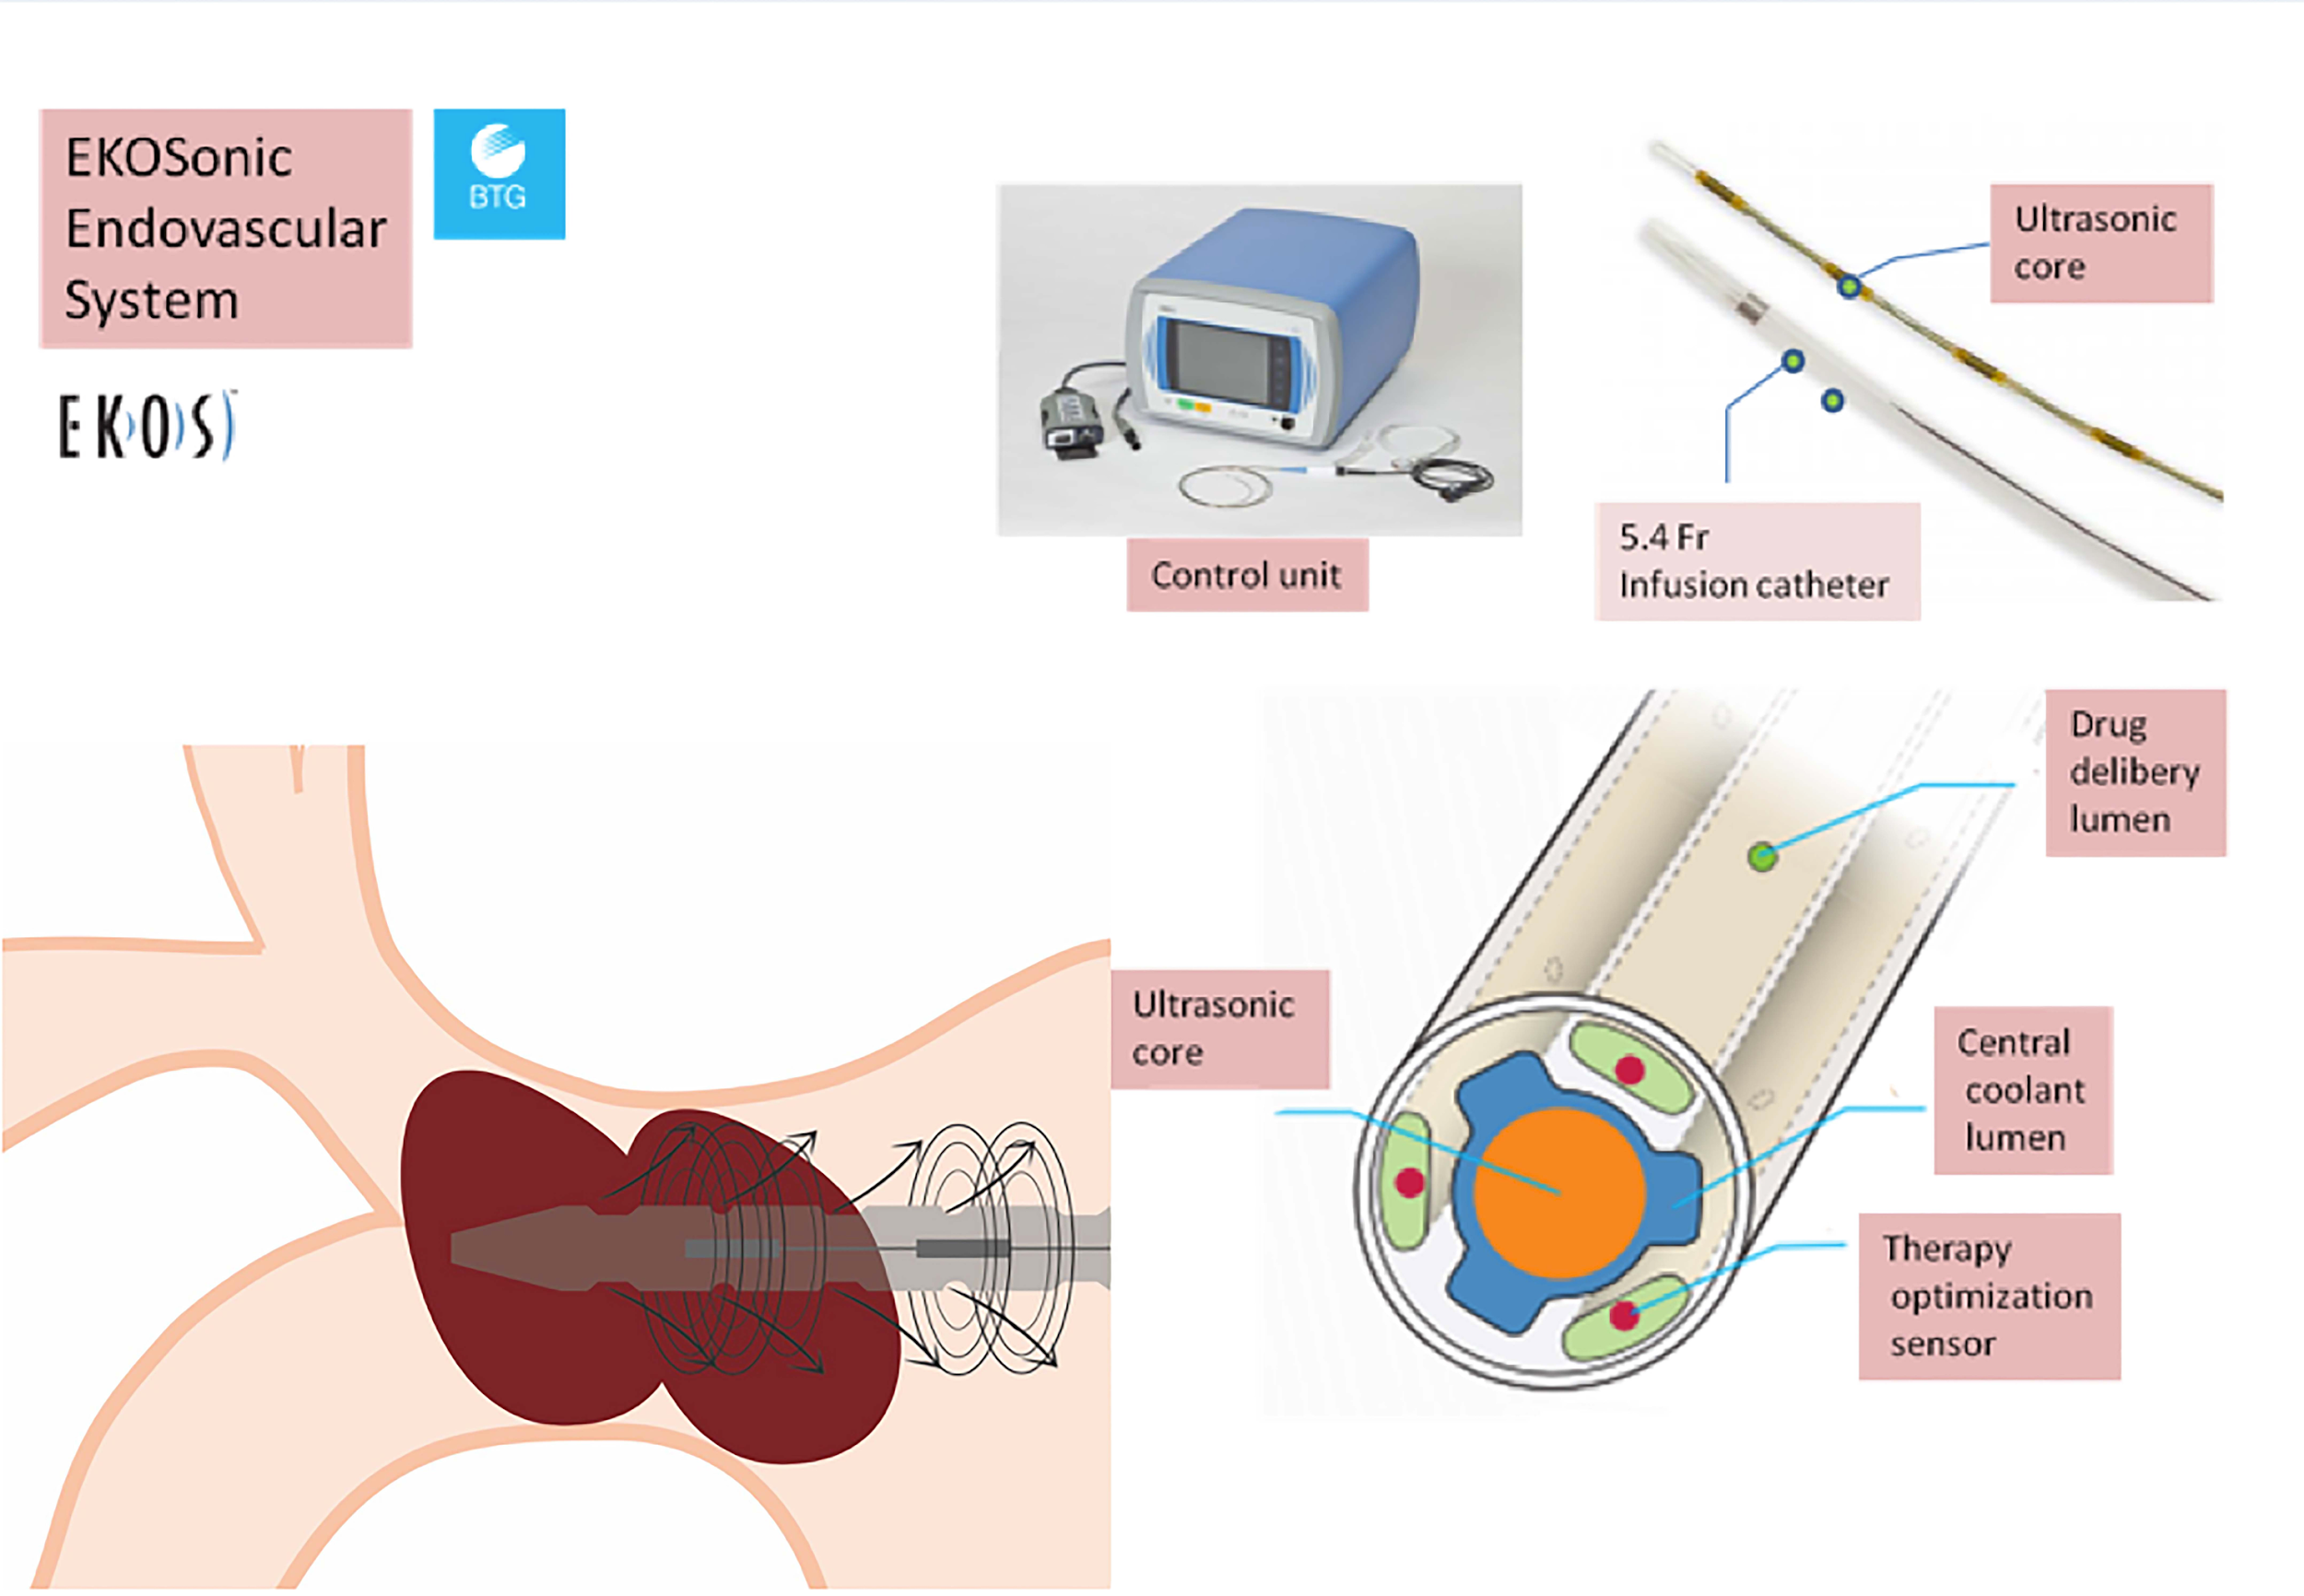 EKOSonic
Endovascular
System
BTG
EKOS
Control unit
Ultrasonic
core
5.4 Fr
Infusion catheter
Drug
delibery
lumen
Ultrasonic
core
Central
coolant
lumen
Therapy
optimization
sensor